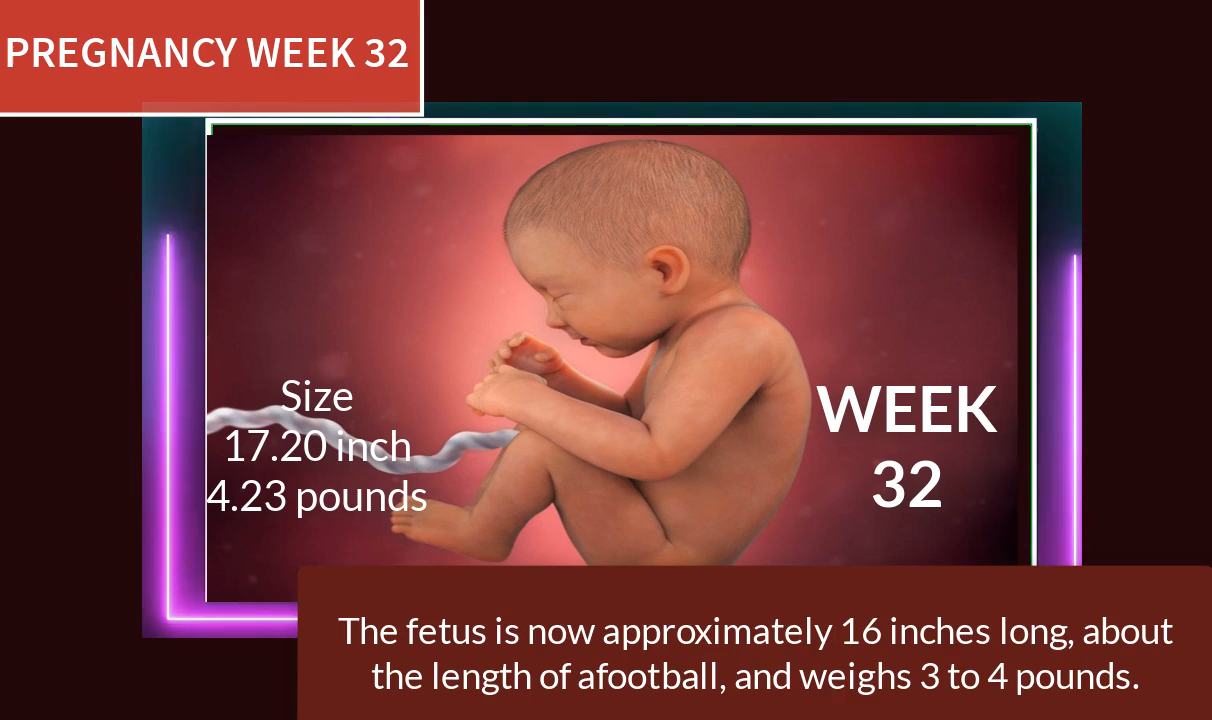 PREGNANCY WEEK 32
Size
17.20 inch
4.23 pounds
WEEK
32
The fetus is now approximately 16 inches long, about
the length of afootball, and weighs 3 to 4 pounds.